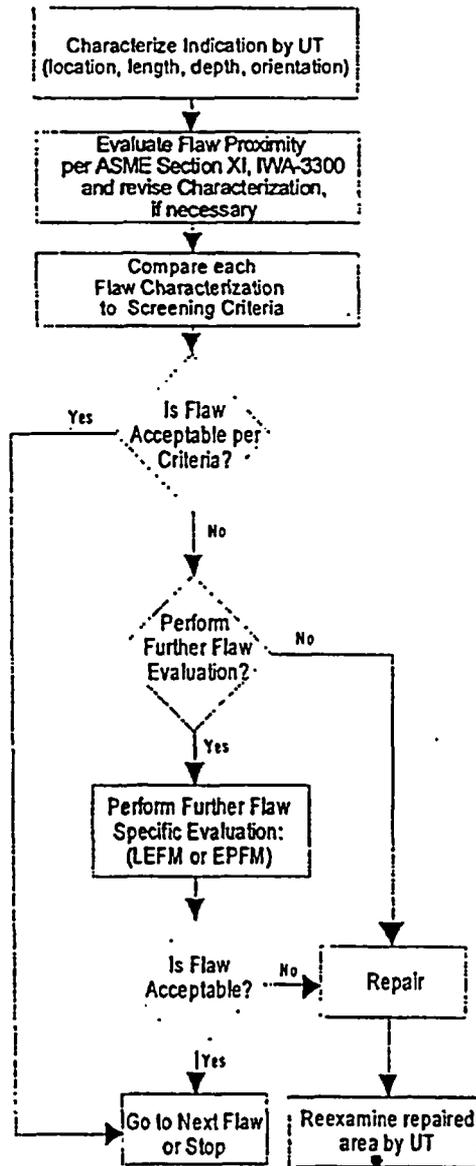 Characterize Indication by UT
(location, length, depth, orientation)
Evaluate Flaw Proximity
per ASME Section XI, IWA-3300
and revise Characterization,
if necessary
Compare each
Flaw Characterization
to Screening Criteria
Yes
Is Flaw
Acceptable per
Criteria?
No
Perform
Further Flaw
Evaluation?
No
Yes
Perform Further Flaw
Specific Evaluation:
(LEFM or EPFM)
Is Flaw
Acceptable?
No
Repair
Yes
Go to Next Flaw
or Stop
Reexamine repaired
area by UT